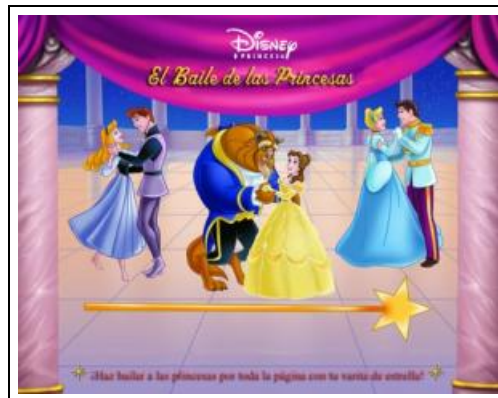 Disney
PRINCESAS
El Baile de las Princesas
¡Haz bailar a las princesas por toda la página con tu varita de estrella!